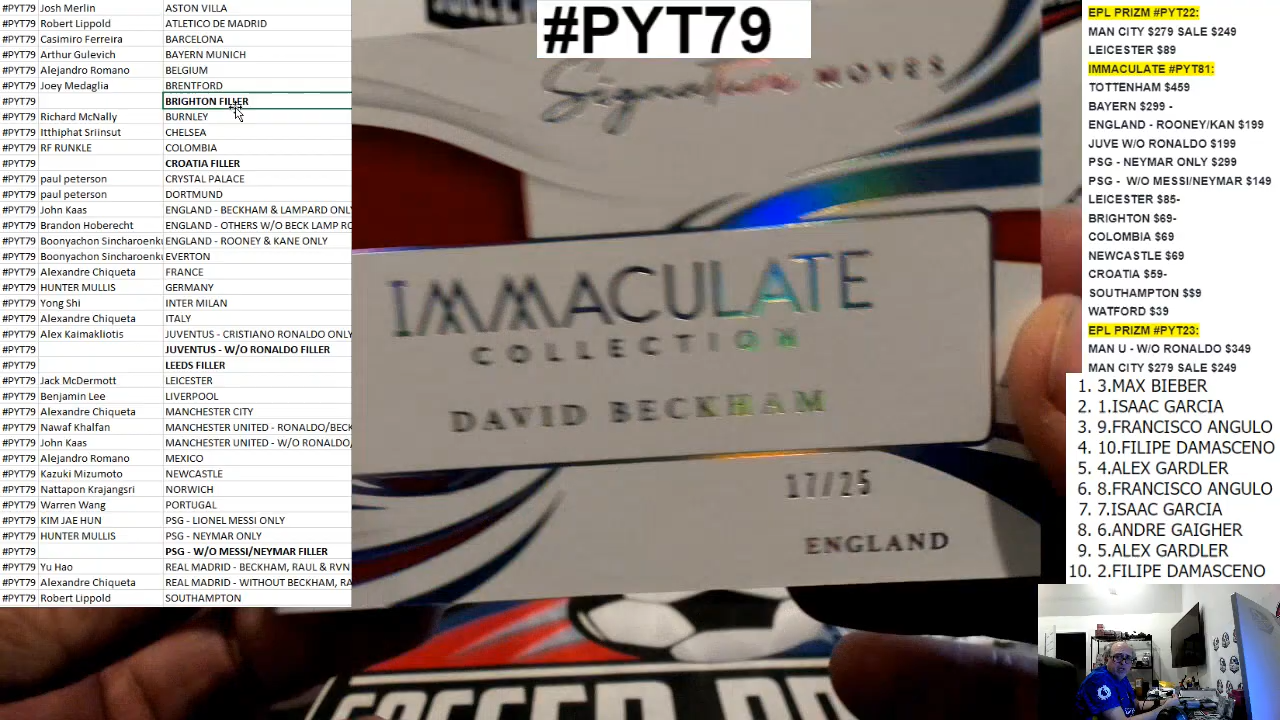 #PYT79 Josh Merlin ASTON VILLA
#PYT79 Robert Lippold ATLETICO DE MADRID
#PYT79 Casimiro Ferreira BARCELONA
#PYT79 Arthur Gulevich BAYERN MUNICH
#PYT79 Alejandro Romano BELGIUM
#PYT79 Joey Medaglia BRENTFORD
#PYT79 BRIGHTON FILLER
#PYT79 Richard McNally BURNLEY
#PYT79 Itthiphat Sriinsut CHELSEA
#PYT79 RF RUNKLE COLOMBIA
#PYT79 CROATIA FILLER
#PYT79 paul peterson CRYSTAL PALACE
#PYT79 paul peterson DORTMUND
#PYT79 John Kaas ENGLAND - BECKHAM & LAMPARD ONLY
#PYT79 Brandon Hoberecht ENGLAND - OTHERS W/O BECK LAMP RO
#PYT79 Boonyachon Sincharoenku ENGLAND - ROONEY & KANE ONLY
#PYT79 Boonyachon Sincharoenku EVERTON
#PYT79 Alexandre Chiqueta FRANCE
#PYT79 HUNTER MULLIS GERMANY
#PYT79 Yong Shi INTER MILAN
#PYT79 Alexandre Chiqueta ITALY
#PYT79 Alex Kaimakliotis JUVENTUS - CRISTIANO RONALDO ONLY
#PYT79 JUVENTUS - W/O RONALDO FILLER
#PYT79 LEEDS FILLER
#PYT79 Jack McDermott LEICESTER
#PYT79 Benjamin Lee LIVERPOOL
#PYT79 Alexandre Chiqueta MANCHESTER CITY
#PYT79 Nawaf Khalfan MANCHESTER UNITED - RONALDO/BECK
#PYT79 John Kaas MANCHESTER UNITED - W/O RONALDO/
#PYT79 Alejandro Romano MEXICO
#PYT79 Kazuki Mizumoto NEWCASTLE
#PYT79 Nattapon Krajangsri NORWICH
#PYT79 Warren Wang PORTUGAL
#PYT79 KIM JAE HUN PSG - LIONEL MESSI ONLY
#PYT79 HUNTER MULLIS PSG - NEYMAR ONLY
#PYT79 PSG - W/O MESSI/NEYMAR FILLER
#PYT79 Yu Hao REAL MADRID - BECKHAM, RAUL & RVN
#PYT79 Alexandre Chiqueta REAL MADRID - WITHOUT BECKHAM, RA
#PYT79 Robert Lippold SOUTHAMPTON
#PYT79
Signature MOVES
IMMACULATE
COLLECTION
DAVID BECKHAM
17/25
ENGLAND
EPL PRIZM #PYT22:
MAN CITY $279 SALE $249
LEICESTER $89
IMMACULATE #PYT81:
TOTTENHAM $459
BAYERN $299 -
ENGLAND - ROONEY/KAN $199
JUVE W/O RONALDO $199
PSG - NEYMAR ONLY $299
PSG - W/O MESSI/NEYMAR $149
LEICESTER $85-
BRIGHTON $69-
COLOMBIA $69
NEWCASTLE $69
CROATIA $59-
SOUTHAMPTON $$9
WATFORD $39
EPL PRIZM #PYT23:
MAN U - W/O RONALDO $349
MAN CITY $279 SALE $249
1. 3.MAX BIEBER
2. 1.ISAAC GARCIA
3. 9.FRANCISCO ANGULO
4. 10.FILIPE DAMASCENO
5. 4.ALEX GARDLER
6. 8.FRANCISCO ANGULO
7. 7.ISAAC GARCIA
8. 6.ANDRE GAIGHER
9. 5.ALEX GARDLER
10. 2.FILIPE DAMASCENO